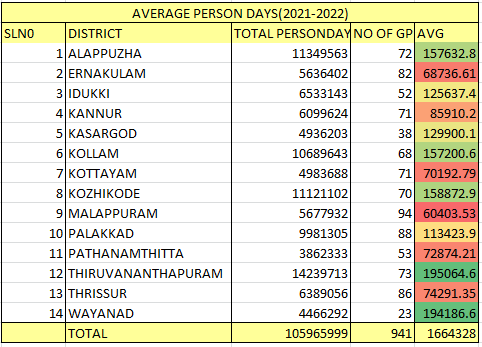 AVERAGE PERSON DAYS(2021-2022)
SLN0 DISTRICT TOTAL PERSONDAY NO OF GP AVG
1 ALAPPUZHA 11349563 72 157632.8
2 ERNAKULAM 5636402 82 68736.61
3 IDUKKI 6533143 52 125637.4
4 KANNUR 6099624 71 85910.2
5 KASARGOD 4936203 38 129900.1
6 KOLLAM 10689643 68 157200.6
7 KOTTAYAM 4983688 71 70192.79
8 KOZHIKODE 11121102 70 158872.9
9 MALAPPURAM 5677932 94 60403.53
10 PALAKKAD 9981305 88 113423.9
11 PATHANAMTHITTA 3862333 53 72874.21
12 THIRUVANANTHAPURAM 14239713 73 195064.6
13 THRISSUR 6389056 86 74291.35
14 WAYANAD 4466292 23 194186.6
TOTAL 105965999 941 1664328